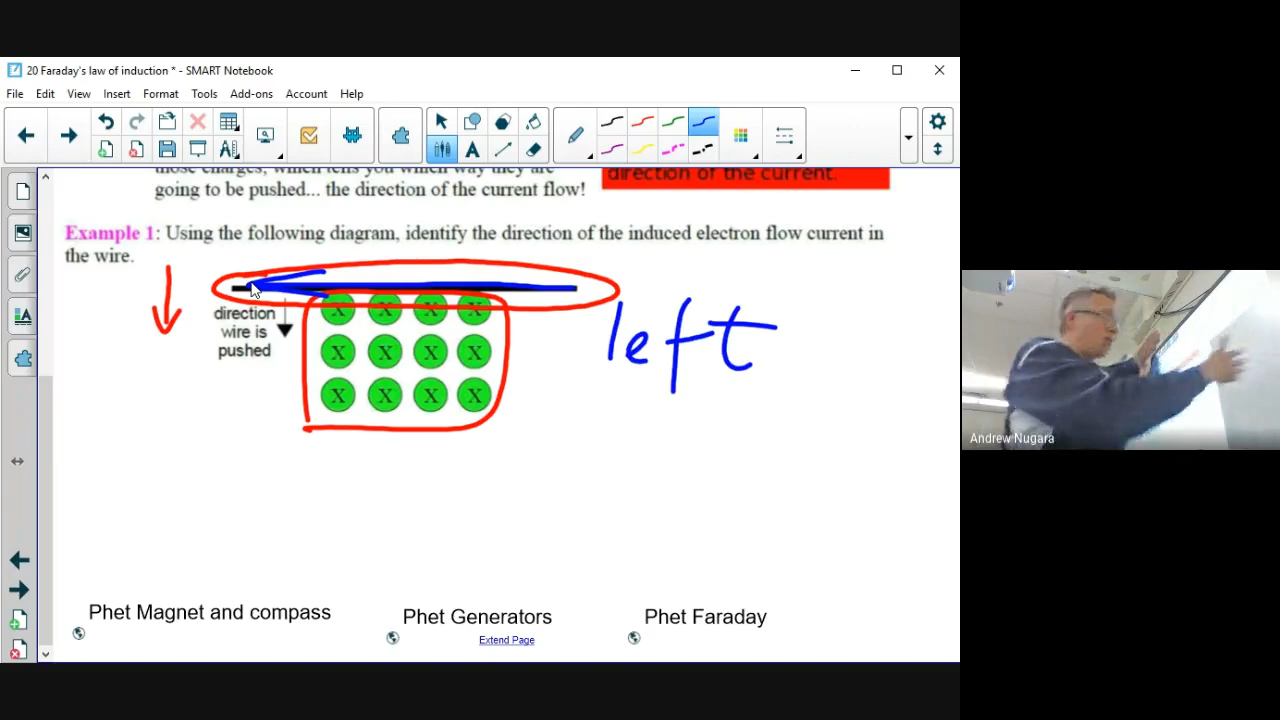 20 Faraday's law of induction * - SMART Notebook
File Edit View Insert Format Tools Add-ons Account Help
going to be pushed... the direction of the current flow!
direction of the current.
Example 1: Using the following diagram, identify the direction of the induced electron flow current in
the wire.
direction
wire is
pushed
X X X X
X X X X
X X X X
left
Andrew Nugara
Phet Magnet and compass
Phet Generators
Phet Faraday
Extend Page